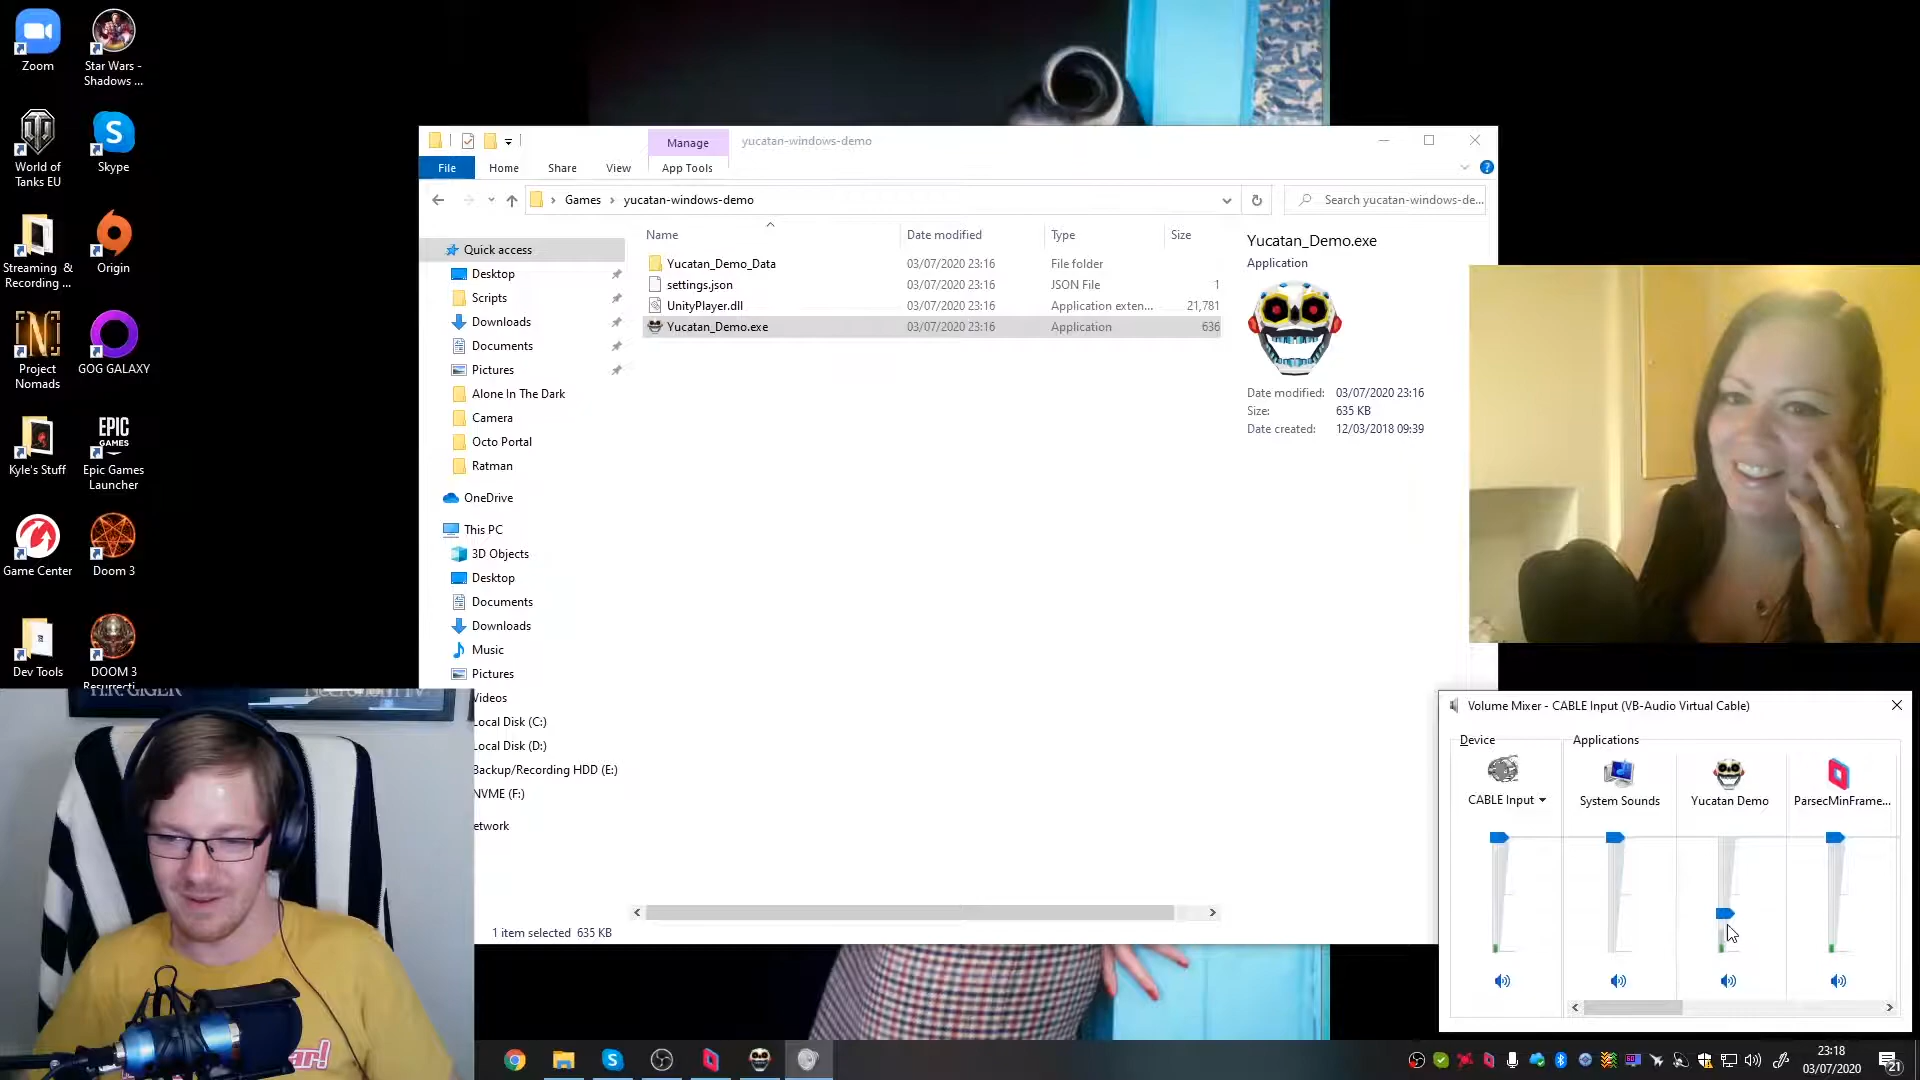 Zoom
Star Wars -
Shadows ...
World of
Tanks EU
Skype
Streaming &
Recording ...
Origin
Project
Nomads
GOG GALAXY
Kyle's Stuff
EPIC
GAMES
Epic Games
Launcher
Game Center
Doom 3
Dev Tools
DOOM 3
Resurrecti...
Manage
yucatan-windows-demo
File
Home
Share
View
App Tools
Games
yucatan-windows-demo
Search yucatan-windows-de...
Quick access
Desktop
Scripts
Downloads
Documents
Pictures
Alone In The Dark
Camera
Octo Portal
Ratman
OneDrive
This PC
3D Objects
Desktop
Documents
Downloads
Music
Pictures
Videos
Local Disk (C:)
Local Disk (D:)
Backup/Recording HDD (E:)
NVME (F:)
etwork
Name
Date modified
Type
Size
Yucatan_Demo_Data
03/07/2020 23:16
File folder
settings.json
03/07/2020 23:16
JSON File
1
UnityPlayer.dll
03/07/2020 23:16
Application exten...
21,781
Yucatan_Demo.exe
03/07/2020 23:16
Application
636
Yucatan_Demo.exe
Application
Date modified: 03/07/2020 23:16
Size: 635 KB
Date created: 12/03/2018 09:39
1 item selected 635 KB
H.R. GIGER
Volume Mixer - CABLE Input (VB-Audio Virtual Cable)
Device
Applications
CABLE Input
System Sounds
Yucatan Demo
ParsecMinFrame...
23:18
03/07/2020
21